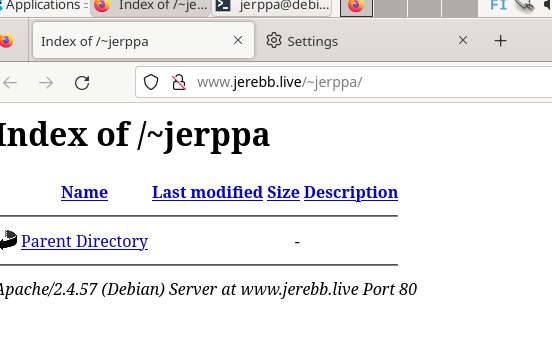 Applications
Index of /~je...
jerppa@debi...
FI
Index of /~jerppa
Settings
www.jerebb.live/~jerppa/
Index of /~jerppa
Name Last modified Size Description
Parent Directory -
Apache/2.4.57 (Debian) Server at www.jerebb.live Port 80